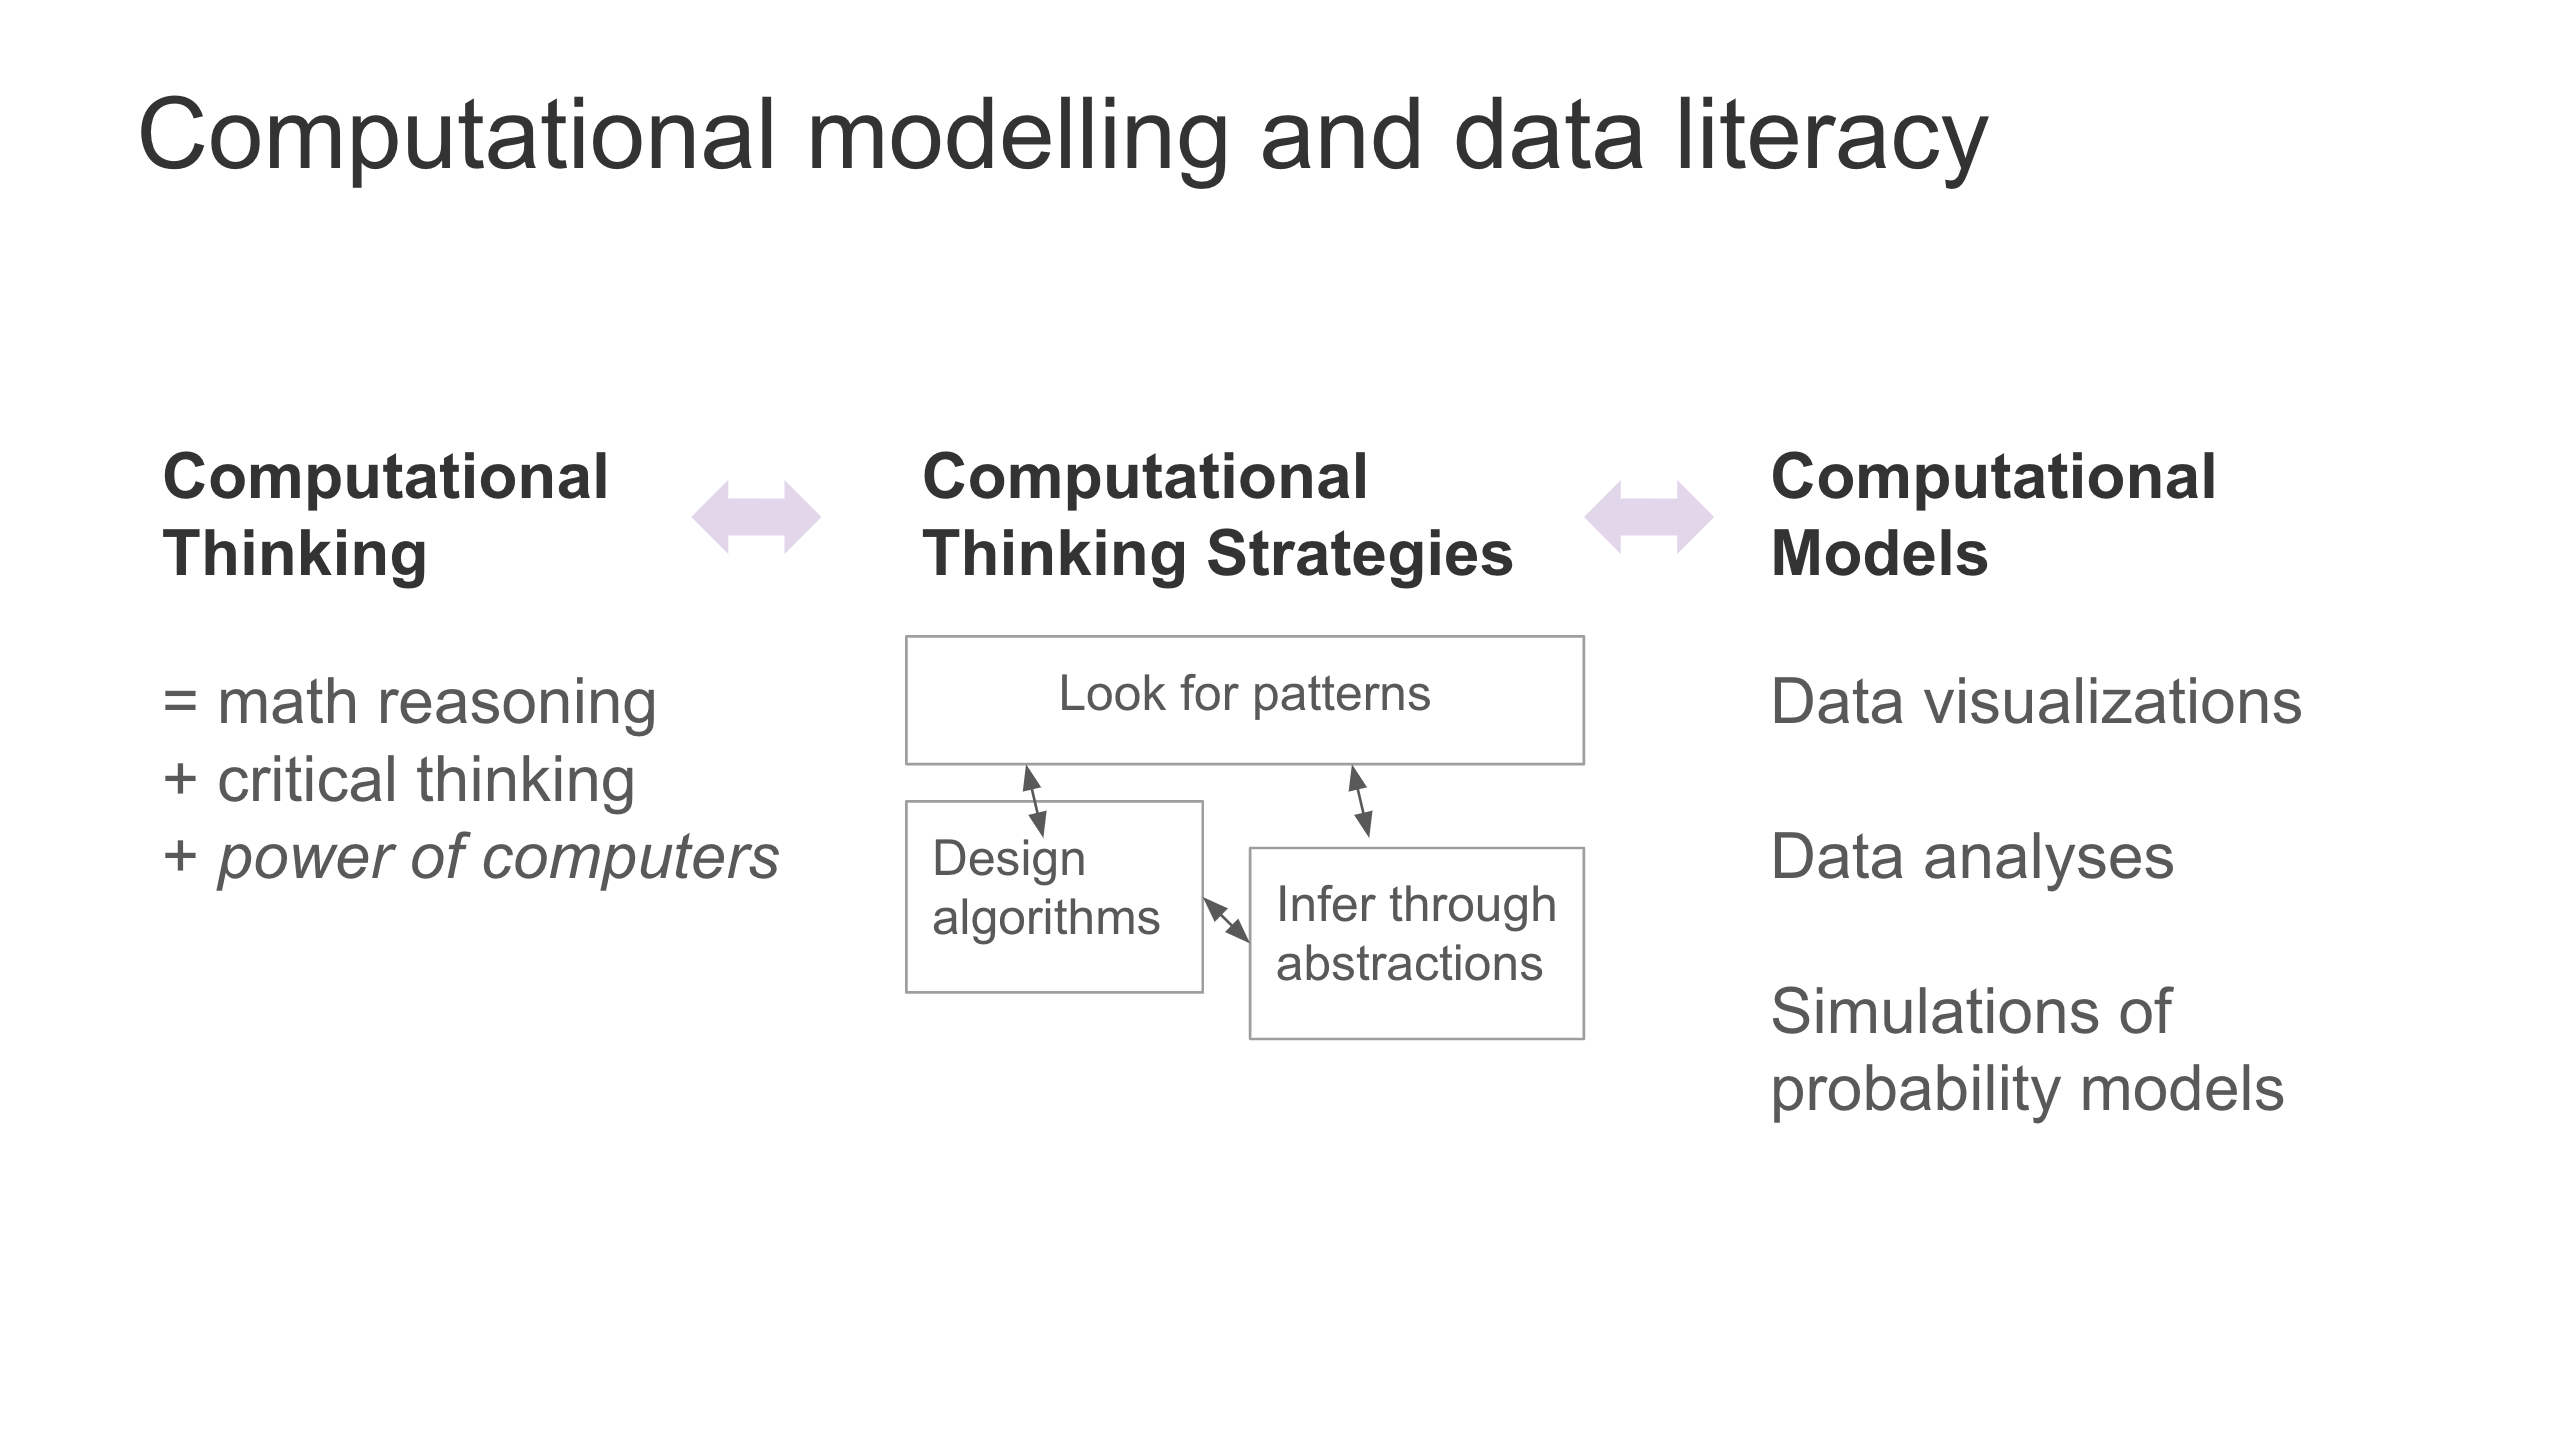 Computational modelling and data literacy
Computational
Thinking
= math reasoning
+ critical thinking
+ power of computers
Computational
Thinking Strategies
Look for patterns
Design
algorithms
Infer through
abstractions
Computational
Models
Data visualizations
Data analyses
Simulations of
probability models